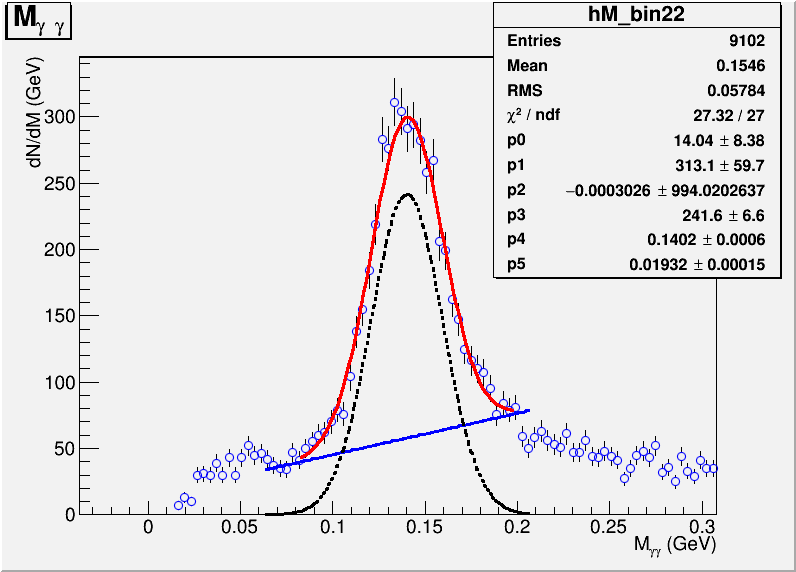 M γ γ
hM_bin22
Entries 9102
Mean 0.1546
RMS 0.05784
χ² / ndf 27.32 / 27
p0 14.04 ± 8.38
p1 313.1 ± 59.7
p2 −0.0003026 ± 994.0202637
p3 241.6 ± 6.6
p4 0.1402 ± 0.0006
p5 0.01932 ± 0.00015
dN/dM (GeV)
300
250
200
150
100
50
0
0 0.05 0.1 0.15 0.2 0.25 0.3
Mγγ (GeV)